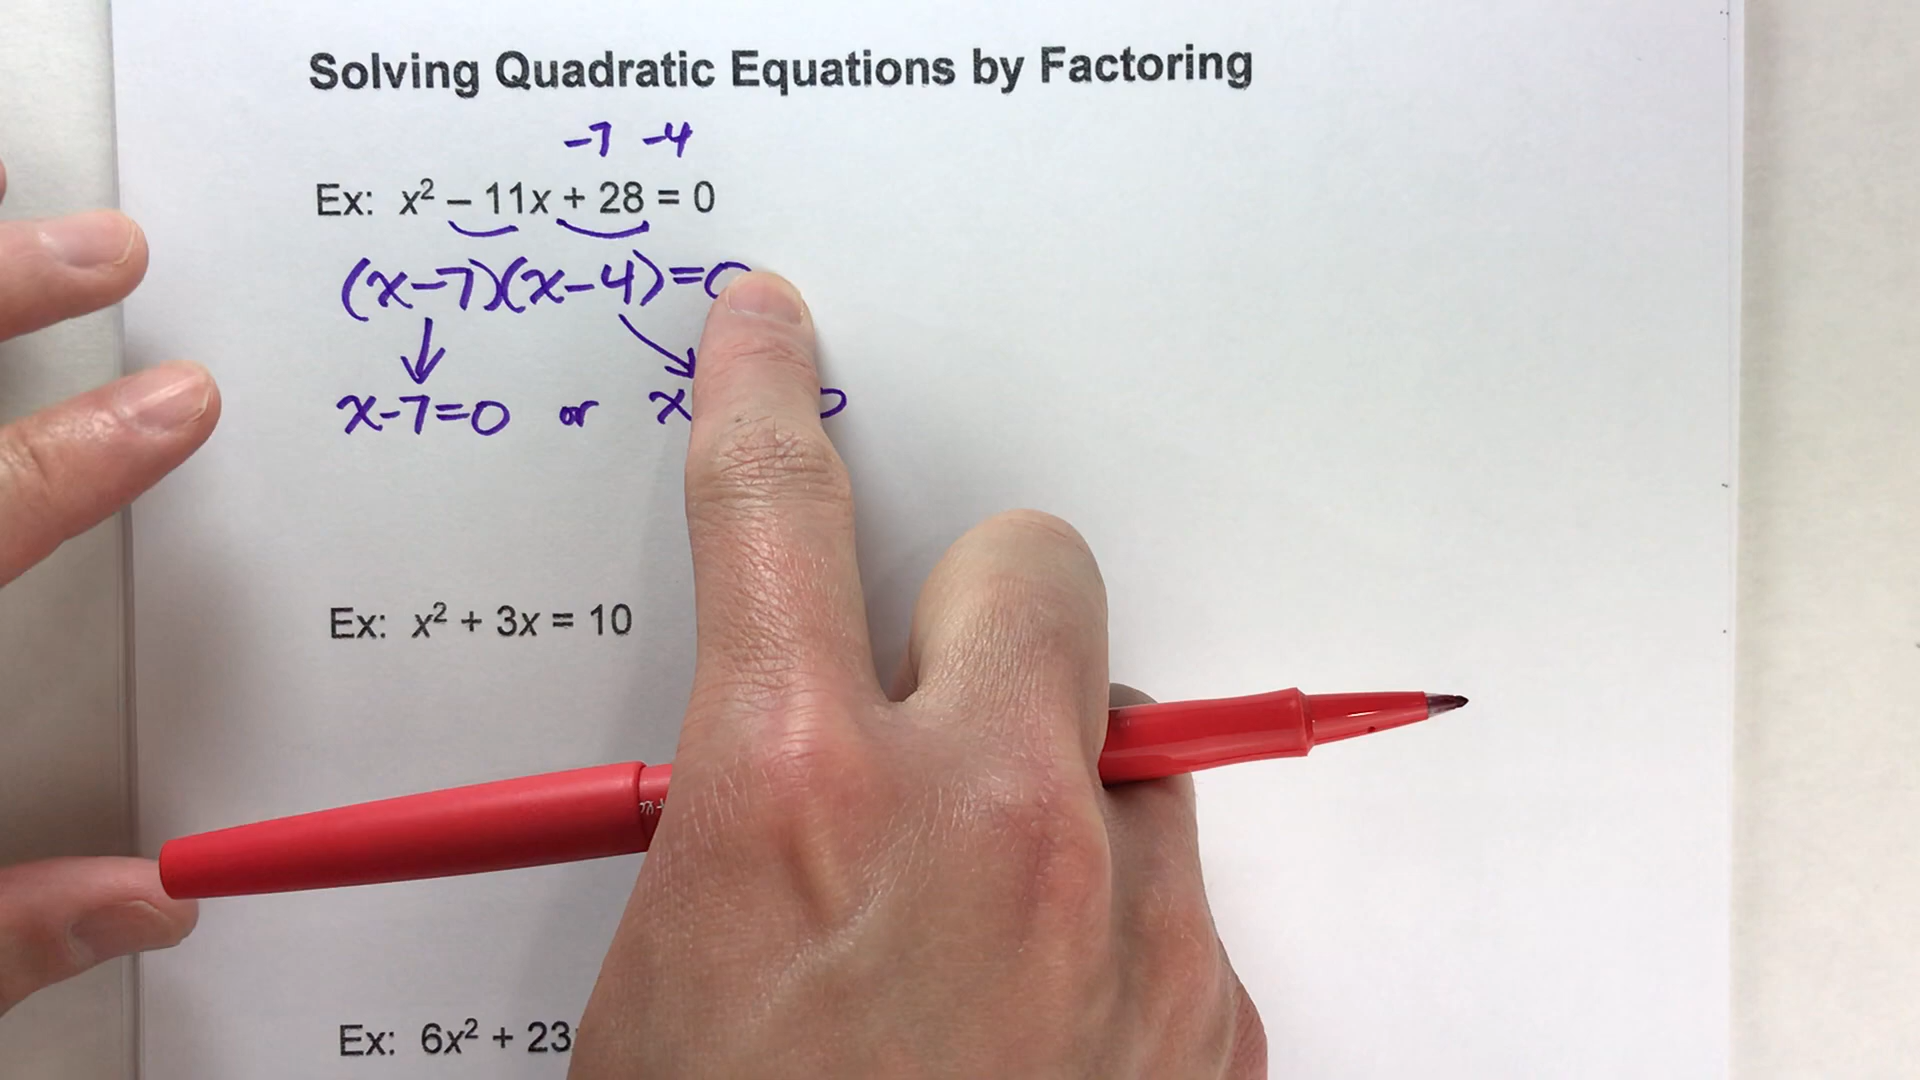 Solving Quadratic Equations by Factoring
-7 -4
Ex: x² – 11x + 28 = 0
(x-7)(x-4)=0
x-7=0 or x
Ex: x² + 3x = 10
Ex: 6x² + 23